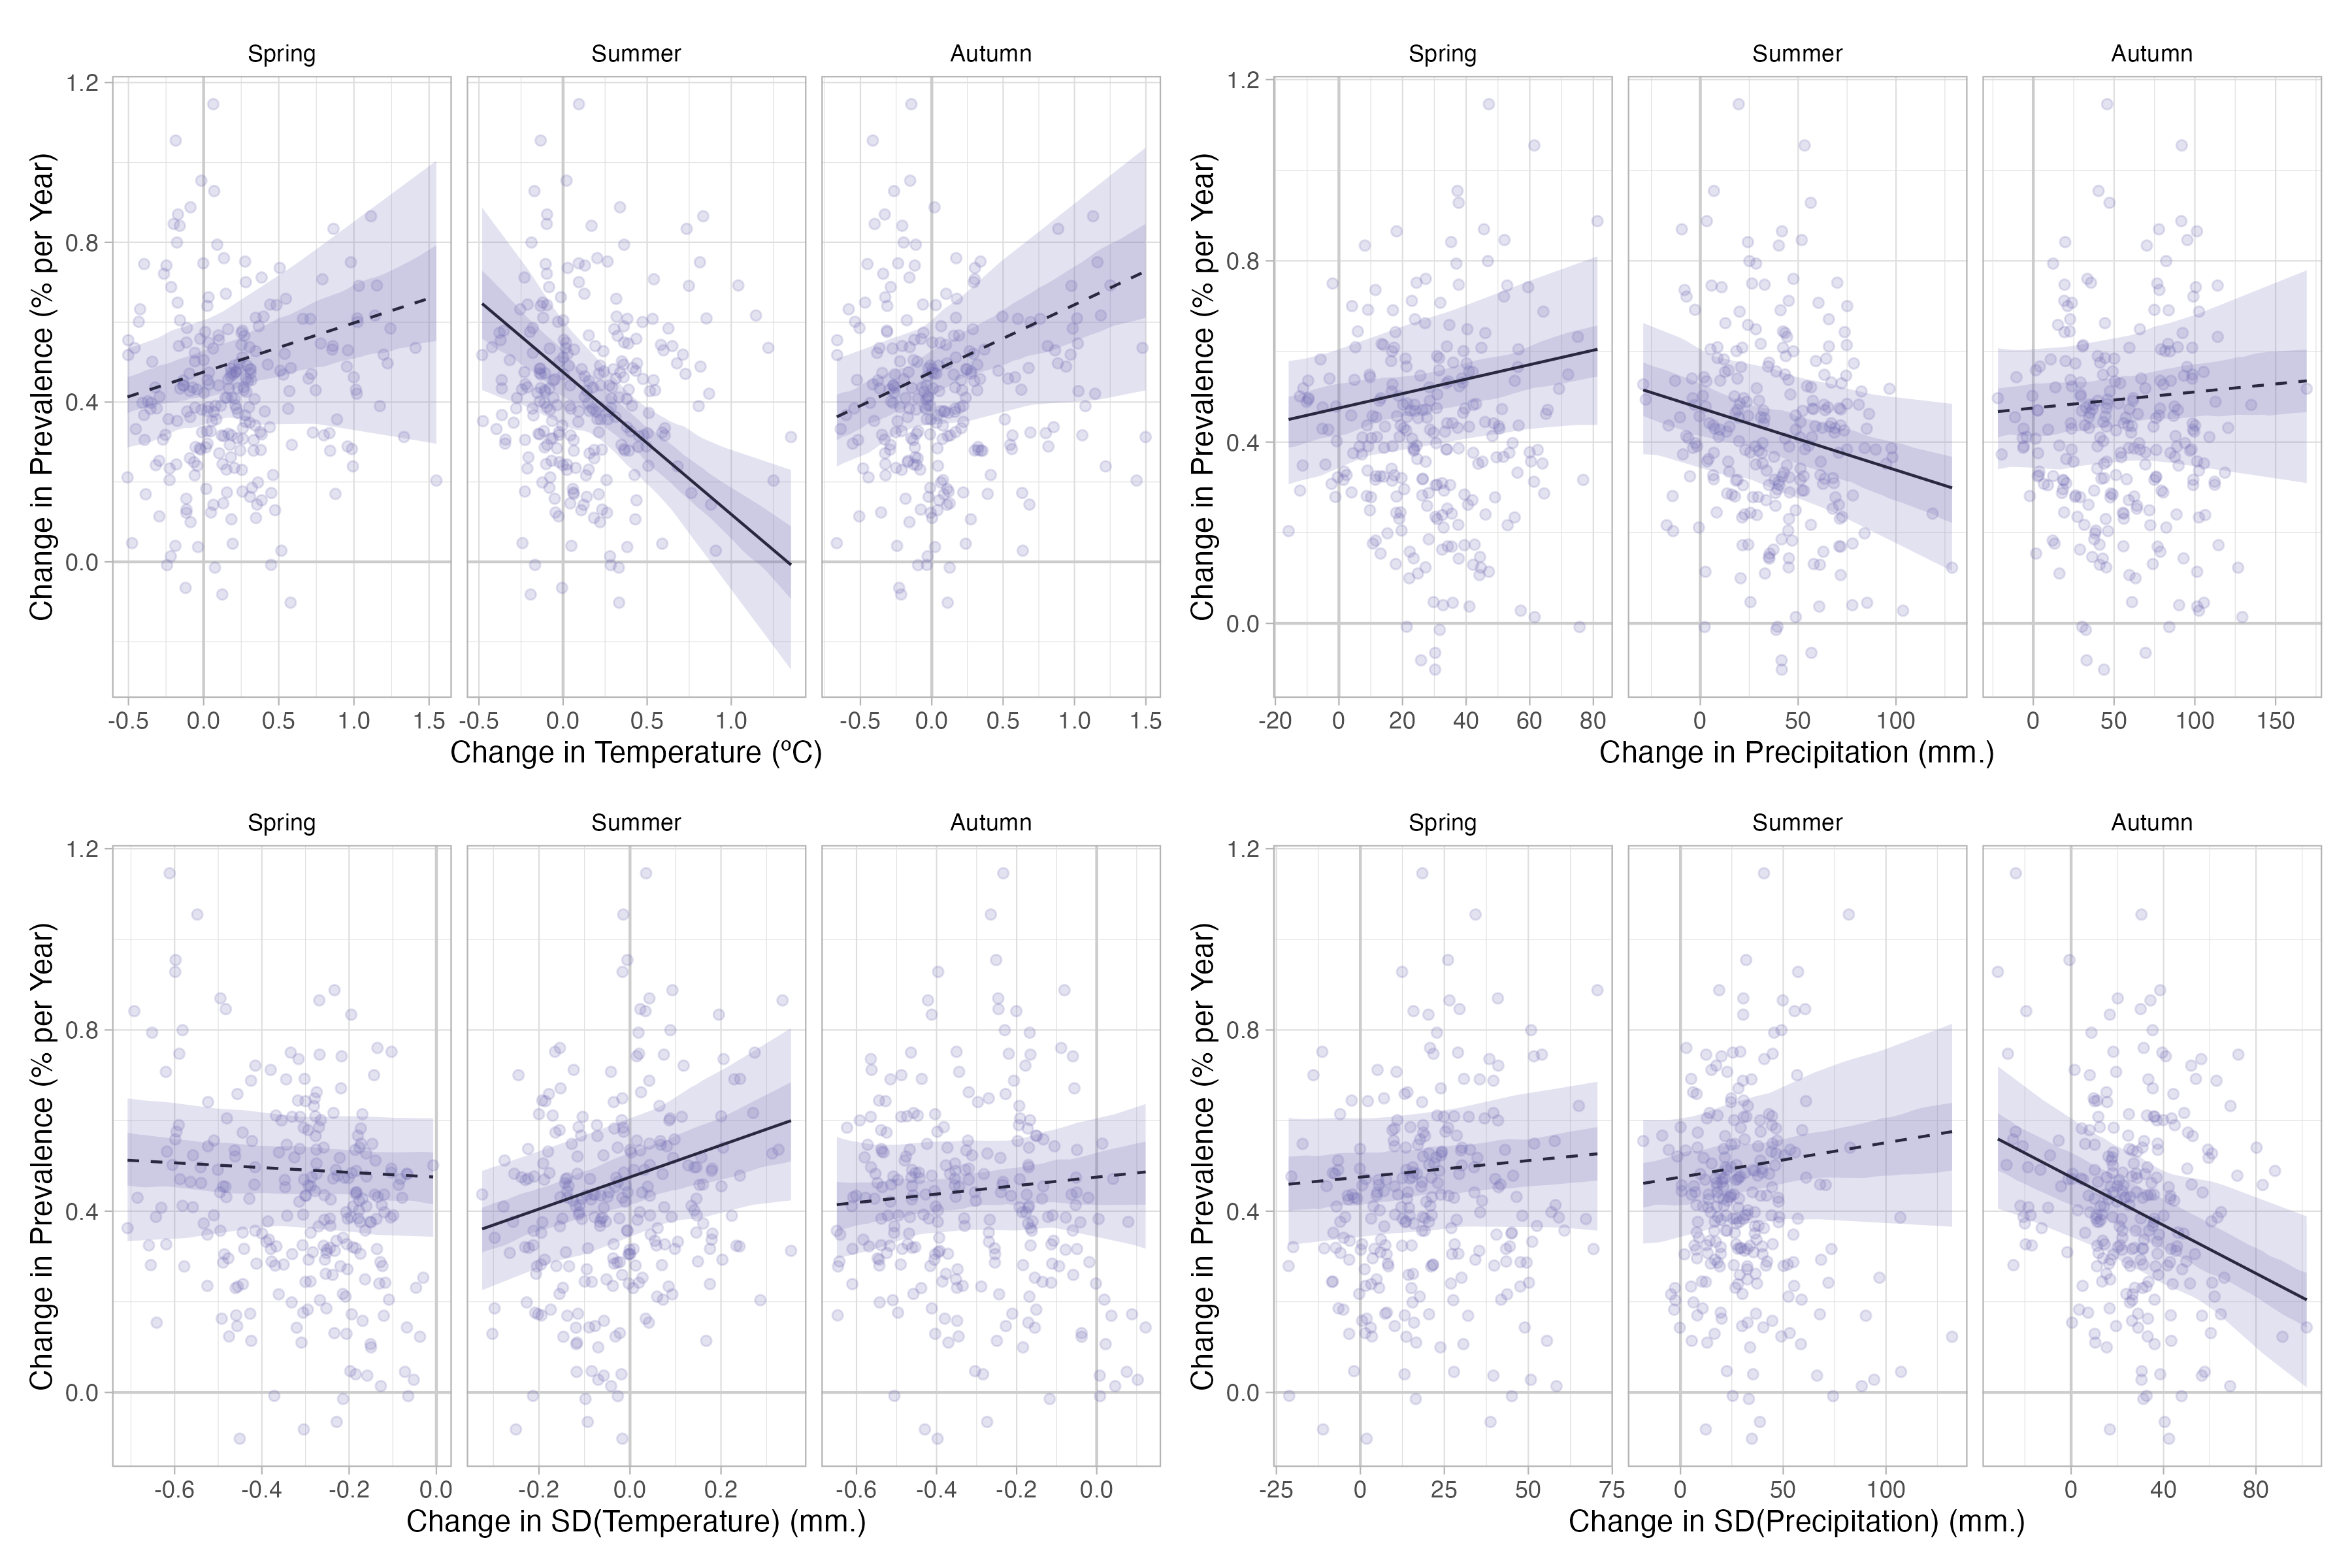 Spring Summer Autumn
Change in Prevalence (% per Year)
1.2
0.8
0.4
0.0
-0.5 0.0 0.5 1.0 1.5 -0.5 0.0 0.5 1.0 -0.5 0.0 0.5 1.0 1.5
Change in Temperature (ºC)
Spring Summer Autumn
Change in Prevalence (% per Year)
1.2
0.8
0.4
0.0
-20 0 20 40 60 80 0 50 100 0 50 100 150
Change in Precipitation (mm.)
Spring Summer Autumn
Change in Prevalence (% per Year)
1.2
0.8
0.4
0.0
-0.6 -0.4 -0.2 0.0 -0.2 0.0 0.2 -0.6 -0.4 -0.2 0.0
Change in SD(Temperature) (mm.)
Spring Summer Autumn
Change in Prevalence (% per Year)
1.2
0.8
0.4
0.0
-25 0 25 50 75 0 50 100 0 40 80
Change in SD(Precipitation) (mm.)